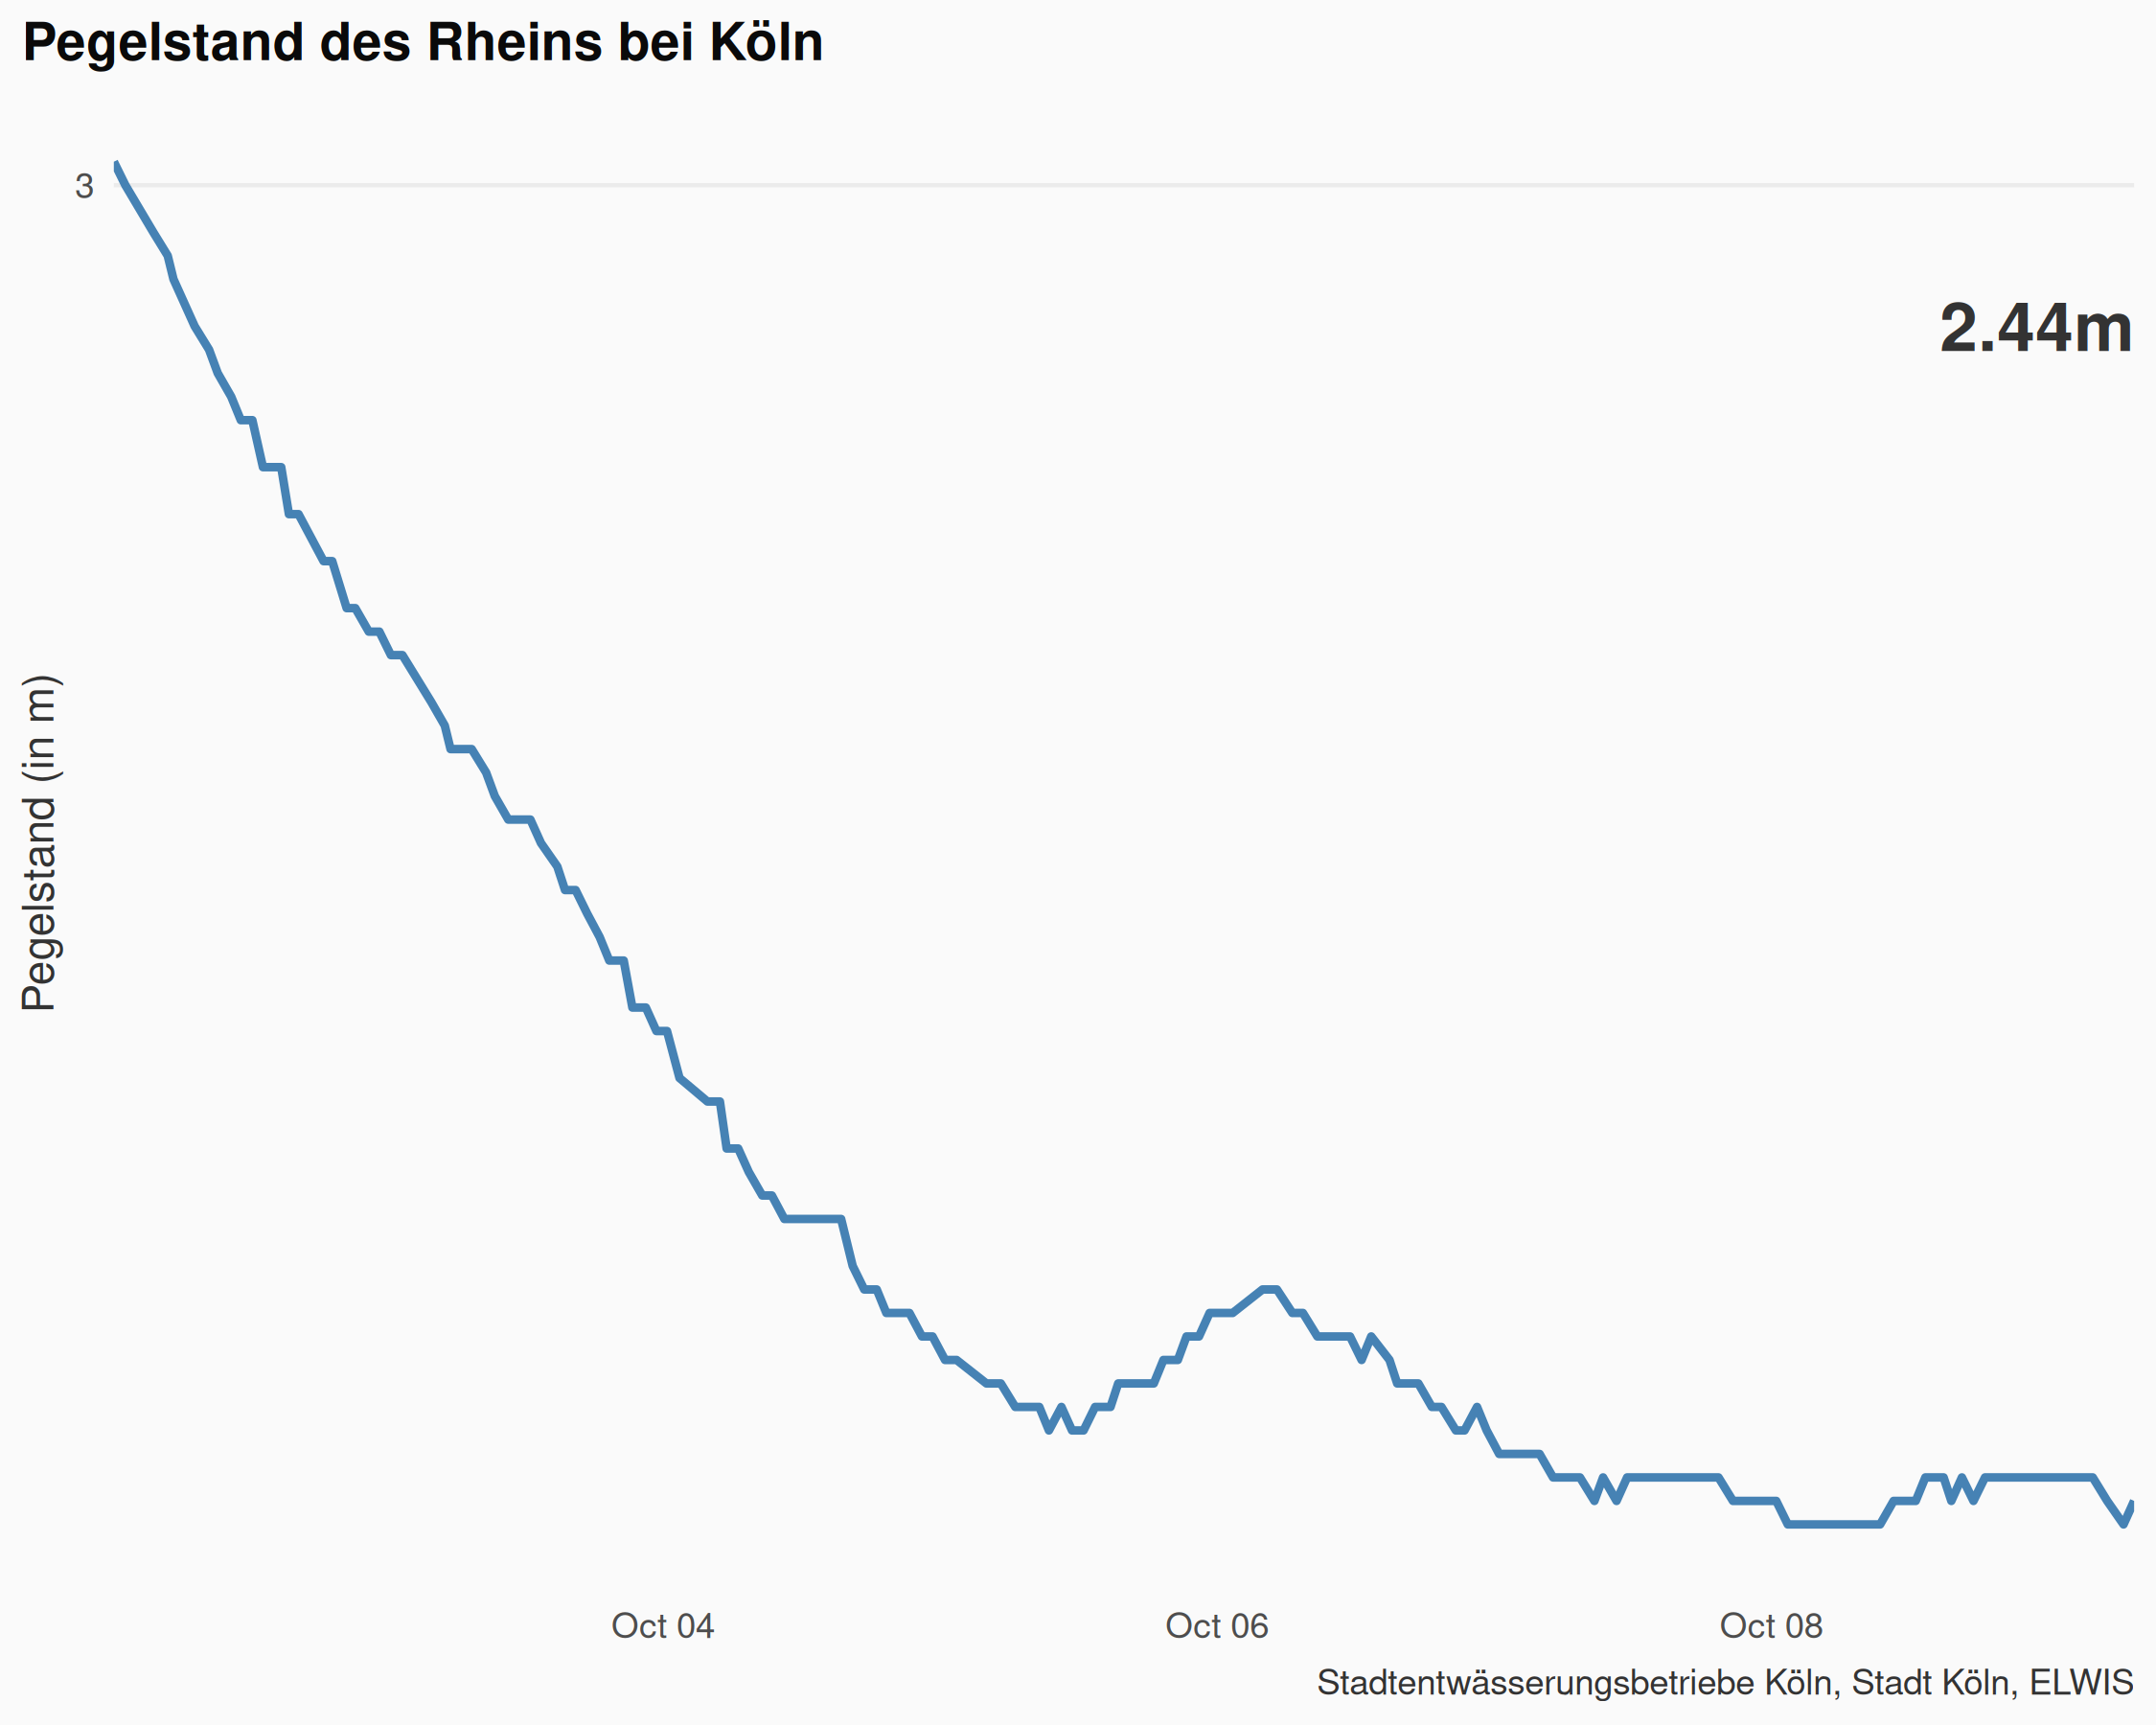 Pegelstand des Rheins bei Köln
3
2.44m
Pegelstand (in m)
Oct 04
Oct 06
Oct 08
Stadtentwässerungsbetriebe Köln, Stadt Köln, ELWIS